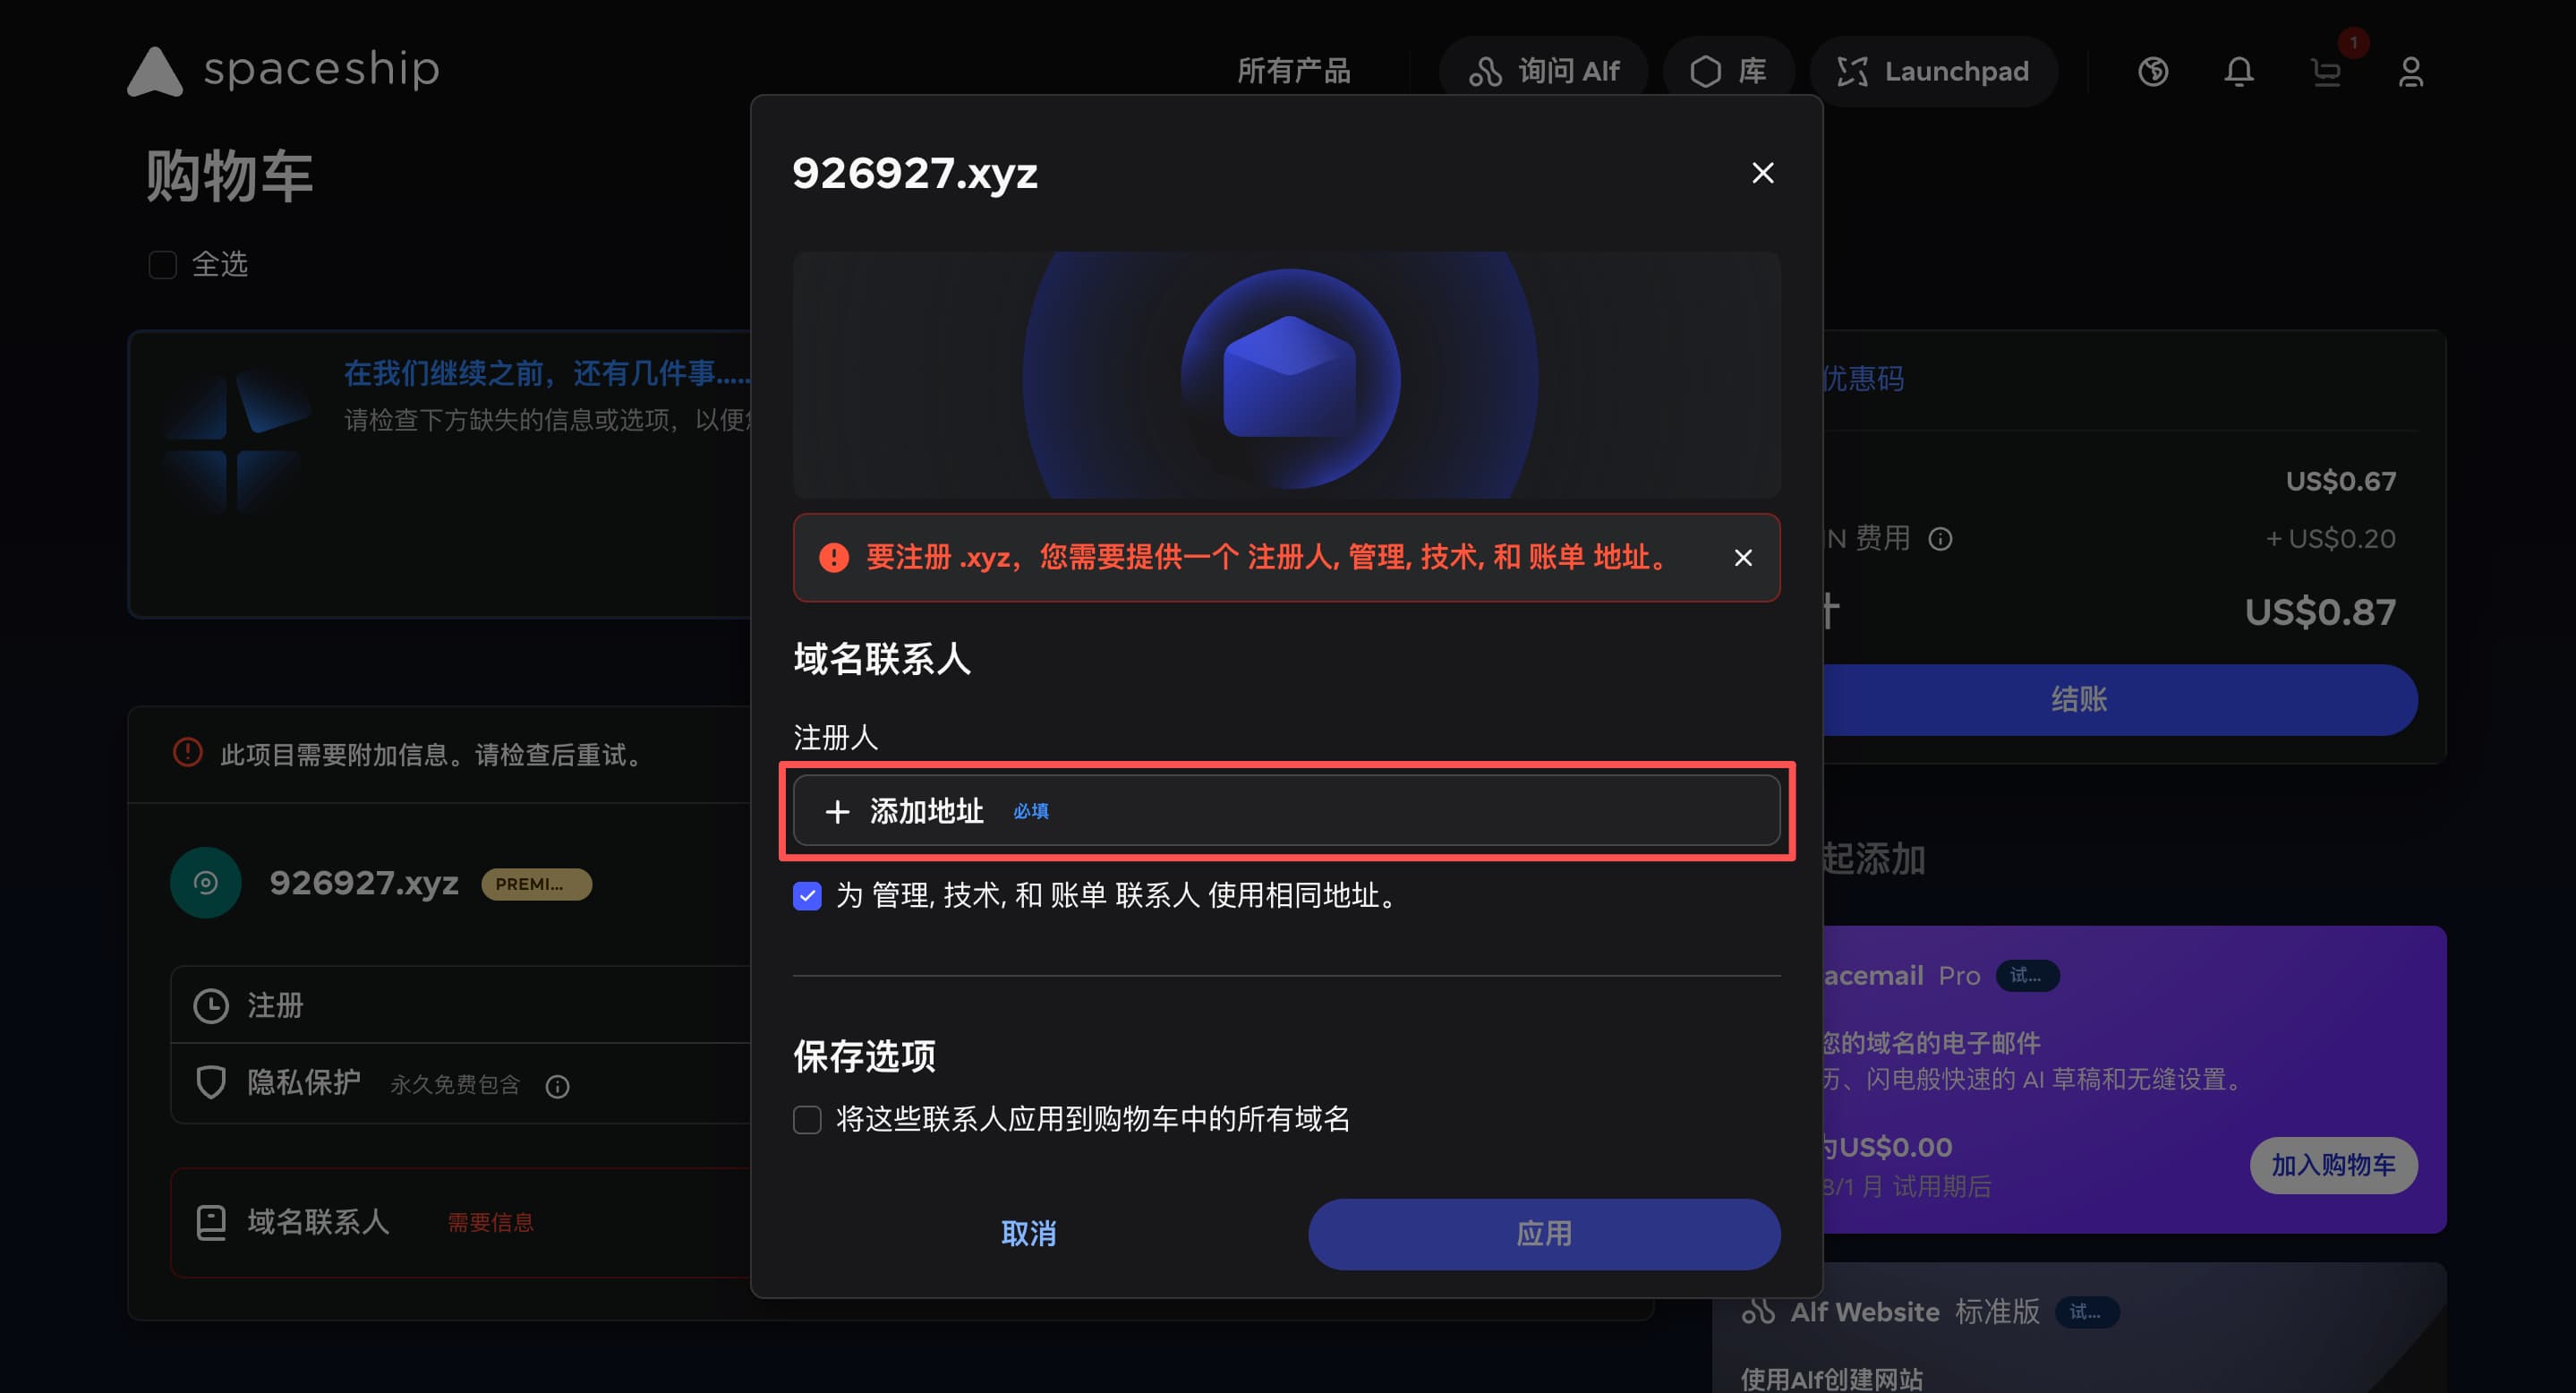 spaceship
所有产品
询问 Alf
库
Launchpad
1
购物车
全选
在我们继续之前，还有几件事……
请检查下方缺失的信息或选项，以便
此项目需要附加信息。请检查后重试。
926927.xyz
PREMI...
注册
隐私保护
永久免费包含
域名联系人
需要信息
926927.xyz
要注册 .xyz，您需要提供一个 注册人, 管理, 技术, 和 账单 地址。
域名联系人
注册人
添加地址
必填
为 管理, 技术, 和 账单 联系人 使用相同地址。
保存选项
将这些联系人应用到购物车中的所有域名
取消
应用
优惠码
US$0.67
N 费用
+ US$0.20
US$0.87
结账
起添加
acemail Pro
试...
您的域名的电子邮件
历、闪电般快速的 AI 草稿和无缝设置。
US$0.00
/1 月 试用期后
加入购物车
Alf Website 标准版
试...
使用Alf创建网站